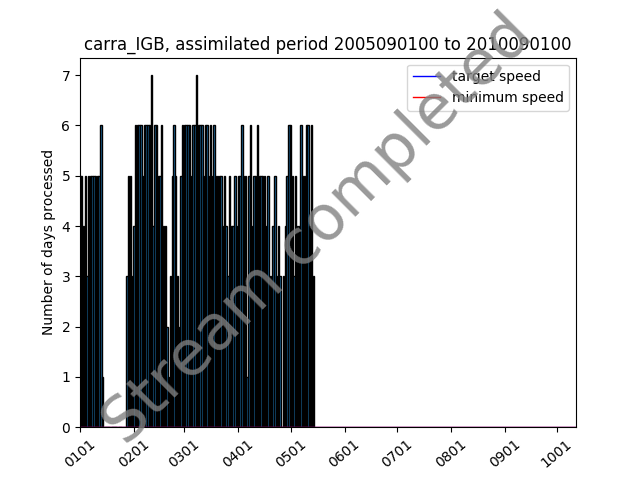 carra_IGB, assimilated period 2005090100 to 2010090100
target speed
minimum speed
Stream completed
Number of days processed
7
6
5
4
3
2
1
0
0101 0201 0301 0401 0501 0601 0701 0801 0901 1001